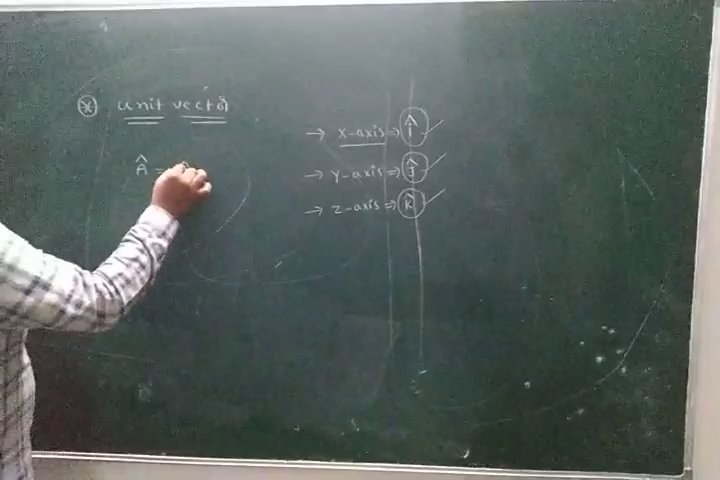 ✱ unit vector
Â =
→ x-axis ⇒ î
→ y-axis ⇒ ĵ
→ z-axis ⇒ k̂